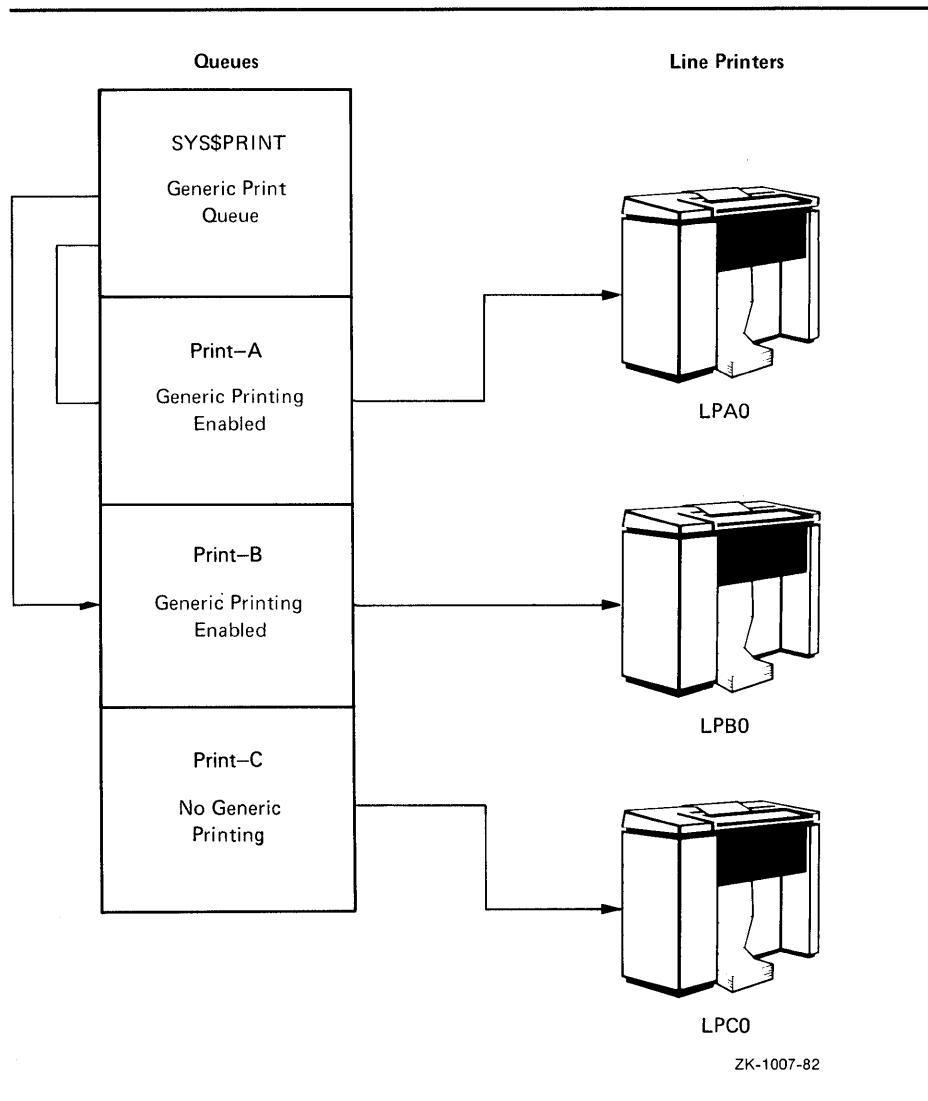 Queues
Line Printers
SYS$PRINT
Generic Print
Queue
Print–A
Generic Printing
Enabled
LPA0
Print–B
Generic Printing
Enabled
LPB0
Print–C
No Generic
Printing
LPC0
ZK-1007-82